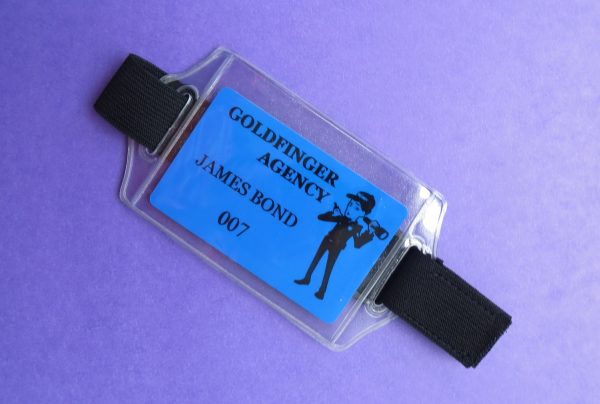 GOLDFINGER
AGENCY
JAMES BOND
007